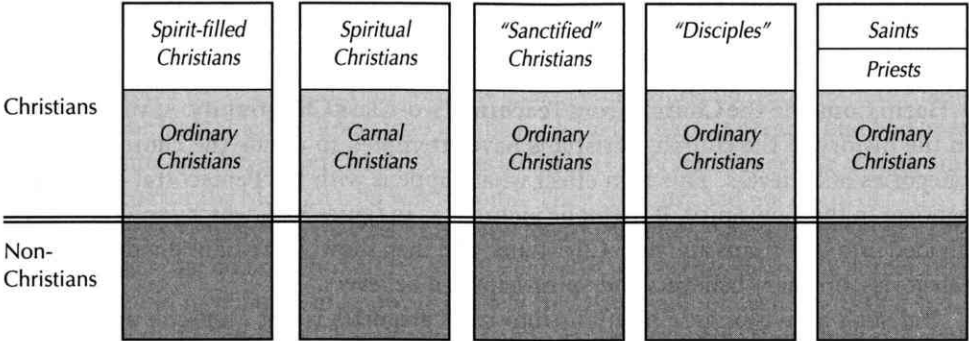 Spirit-filled
Christians
Spiritual
Christians
“Sanctified”
Christians
“Disciples”
Saints
Priests
Christians
Ordinary
Christians
Carnal
Christians
Ordinary
Christians
Ordinary
Christians
Ordinary
Christians
Non-
Christians